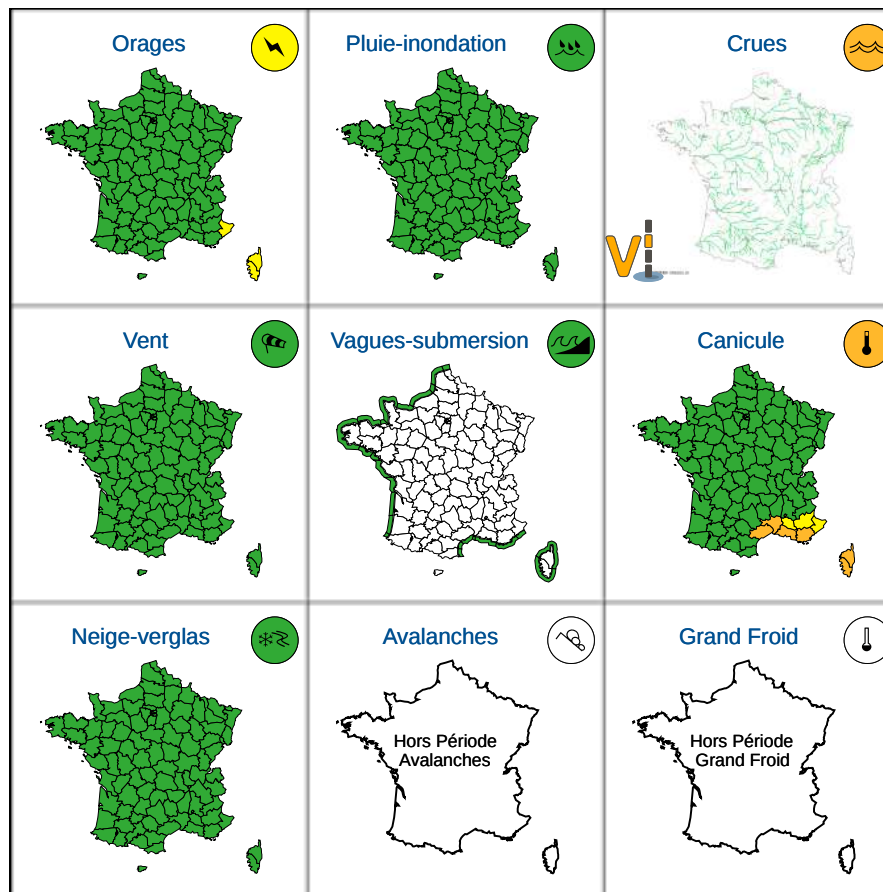 Orages
Pluie-inondation
Crues
Vi
Vent
Vagues-submersion
Canicule
Neige-verglas
Avalanches
Grand Froid
Hors Période
Avalanches
Hors Période
Grand Froid